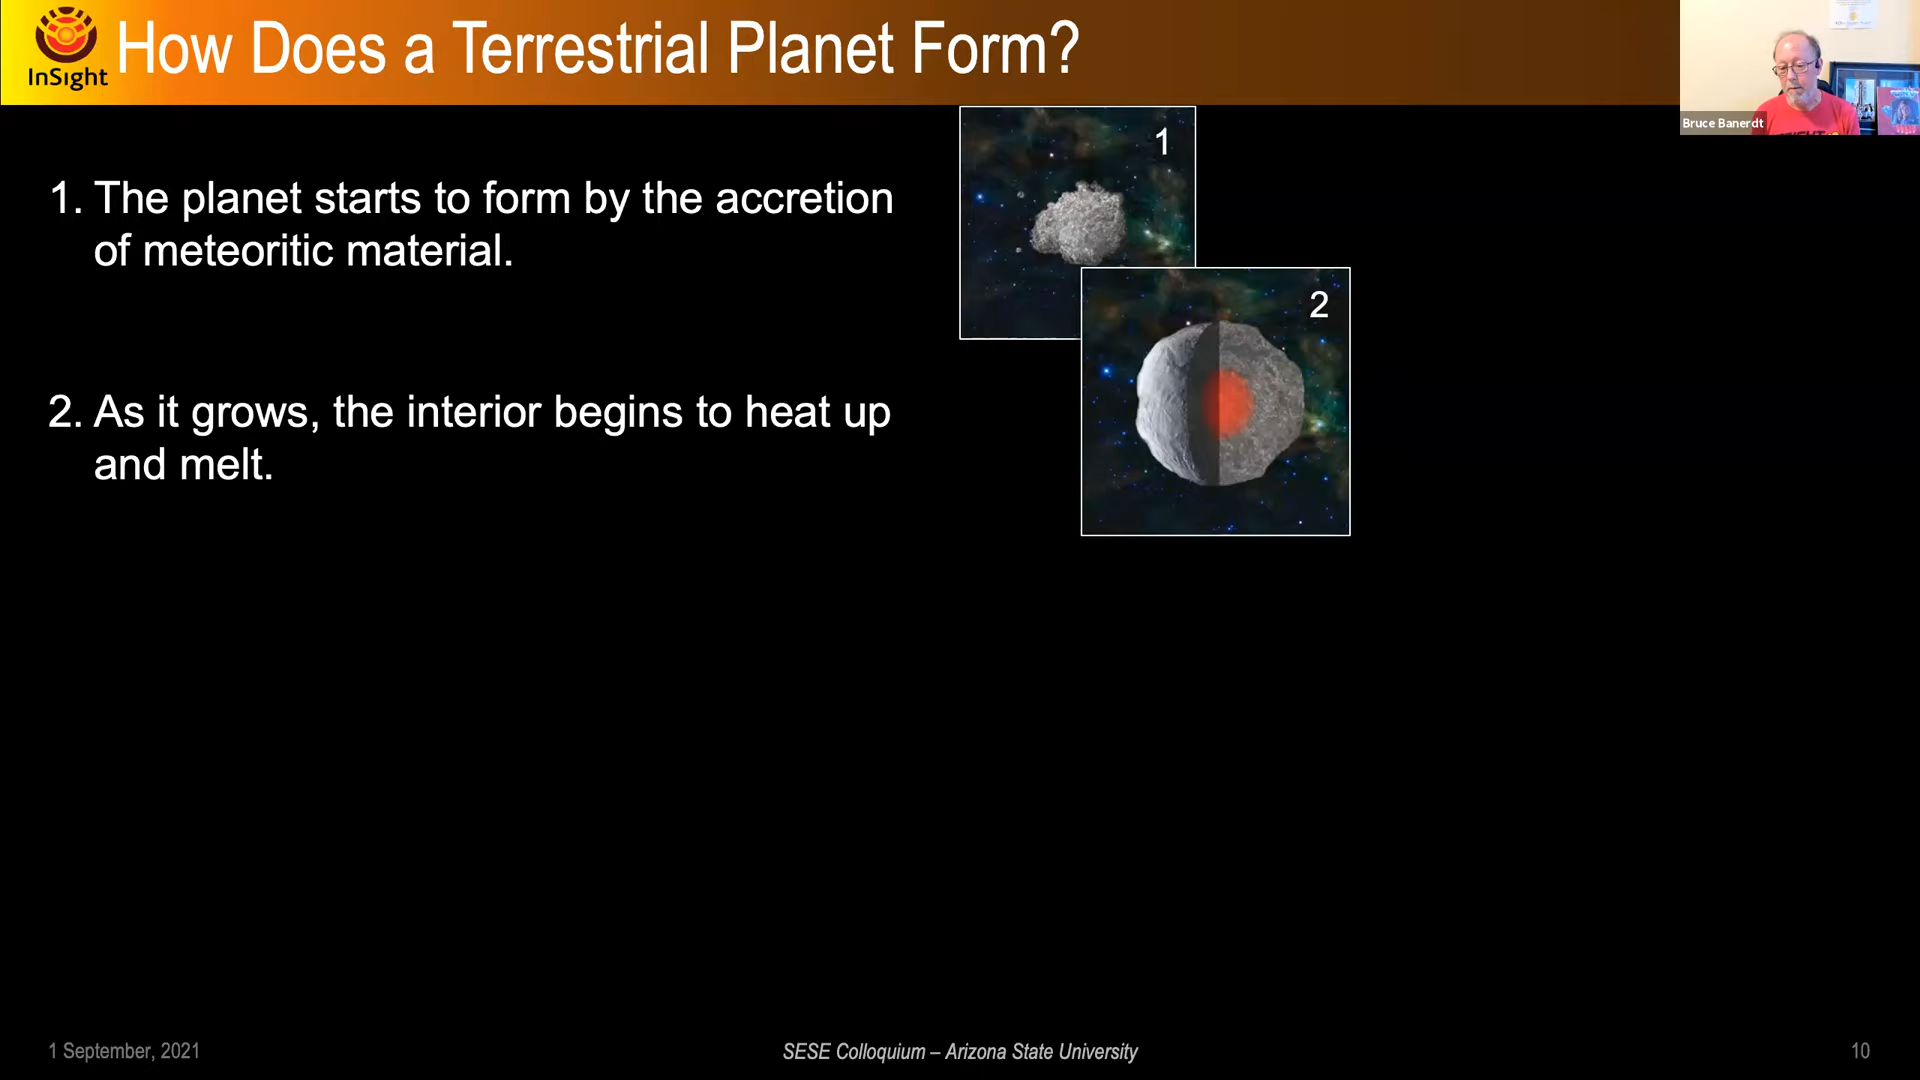 InSight
How Does a Terrestrial Planet Form?
Bruce Banerdt
1
1. The planet starts to form by the accretion
of meteoritic material.
2
2. As it grows, the interior begins to heat up
and melt.
1 September, 2021
SESE Colloquium – Arizona State University
10